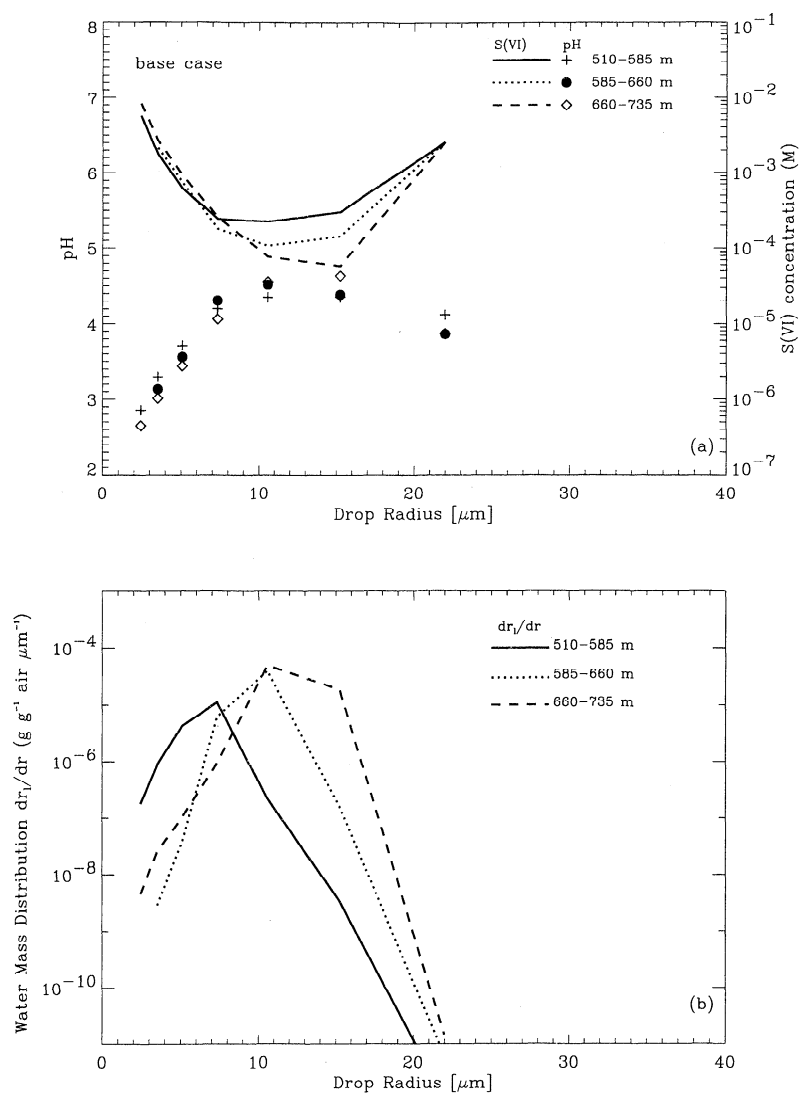 8
7
6
5
4
3
2
pH
base case
S(VI) pH
510−585 m
585−660 m
660−735 m
10⁻¹
10⁻²
10⁻³
10⁻⁴
10⁻⁵
10⁻⁶
10⁻⁷
S(VI) concentration (M)
(a)
0 10 20 30 40
Drop Radius [μm]
Water Mass Distribution drₗ/dr (g g⁻¹ air μm⁻¹)
10⁻⁴
10⁻⁶
10⁻⁸
10⁻¹⁰
drₗ/dr
510−585 m
585−660 m
660−735 m
(b)
0 10 20 30 40
Drop Radius [μm]